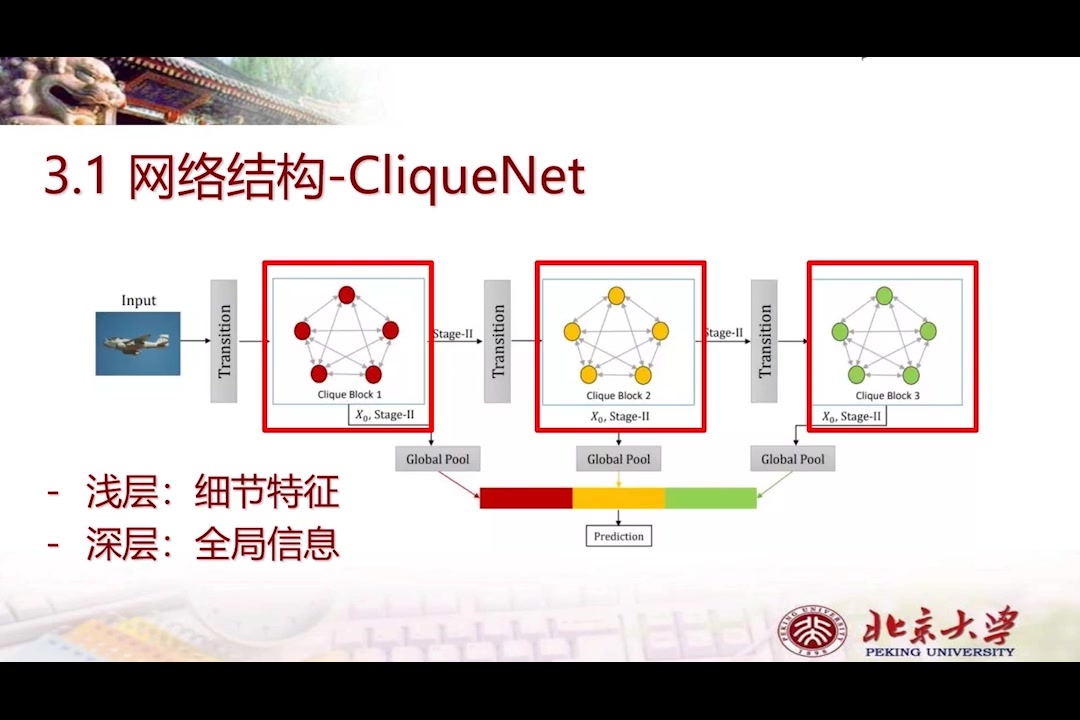 3.1 网络结构-CliqueNet
Input
Transition
Clique Block 1
X0, Stage-II
Stage-II
Transition
Clique Block 2
X0, Stage-II
Stage-II
Transition
Clique Block 3
X0, Stage-II
Global Pool
Global Pool
Global Pool
Prediction
- 浅层：细节特征
- 深层：全局信息
PEKING UNIVERSITY
1898
北京大学
PEKING UNIVERSITY